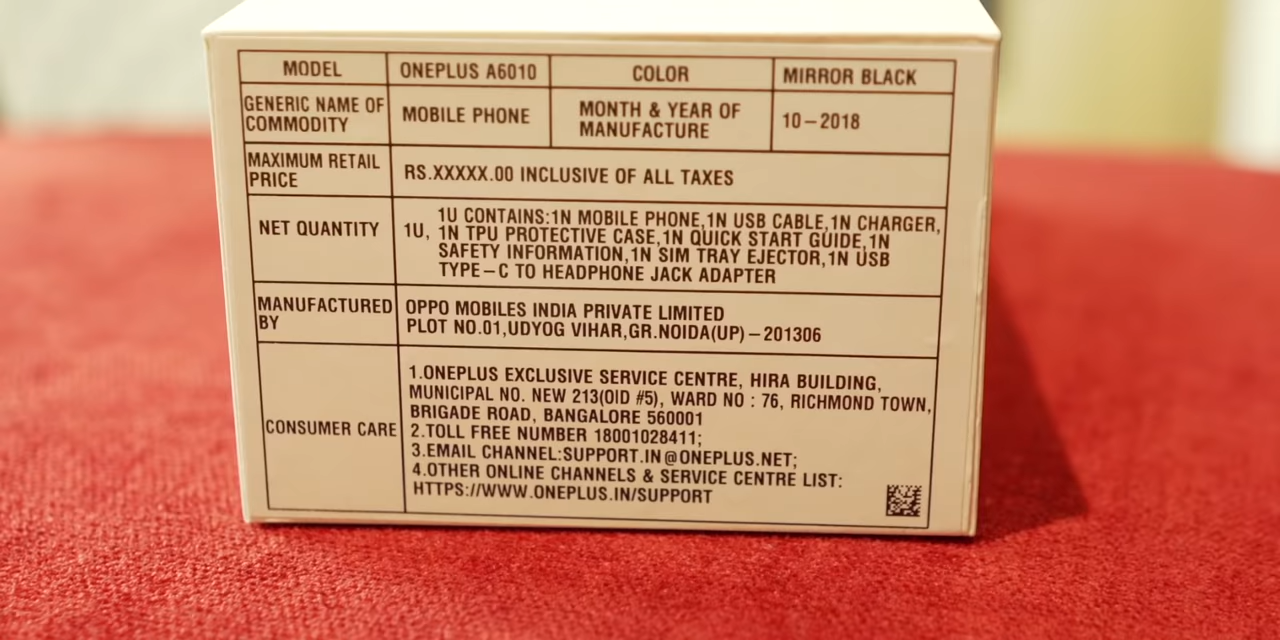 MODEL ONEPLUS A6010 COLOR MIRROR BLACK
GENERIC NAME OF
COMMODITY
MOBILE PHONE
MONTH & YEAR OF
MANUFACTURE
10-2018
MAXIMUM RETAIL
PRICE
RS.XXXXX.00 INCLUSIVE OF ALL TAXES
NET QUANTITY
1U,
1U CONTAINS:1N MOBILE PHONE,1N USB CABLE,1N CHARGER,
1N TPU PROTECTIVE CASE,1N QUICK START GUIDE,1N
SAFETY INFORMATION,1N SIM TRAY EJECTOR,1N USB
TYPE-C TO HEADPHONE JACK ADAPTER
MANUFACTURED
BY
OPPO MOBILES INDIA PRIVATE LIMITED
PLOT NO.01,UDYOG VIHAR,GR.NOIDA(UP)-201306
CONSUMER CARE
1.ONEPLUS EXCLUSIVE SERVICE CENTRE, HIRA BUILDING,
MUNICIPAL NO. NEW 213(OID #5), WARD NO : 76, RICHMOND TOWN,
BRIGADE ROAD, BANGALORE 560001
2.TOLL FREE NUMBER 18001028411;
3.EMAIL CHANNEL:SUPPORT.IN@ONEPLUS.NET;
4.OTHER ONLINE CHANNELS & SERVICE CENTRE LIST:
HTTPS://WWW.ONEPLUS.IN/SUPPORT